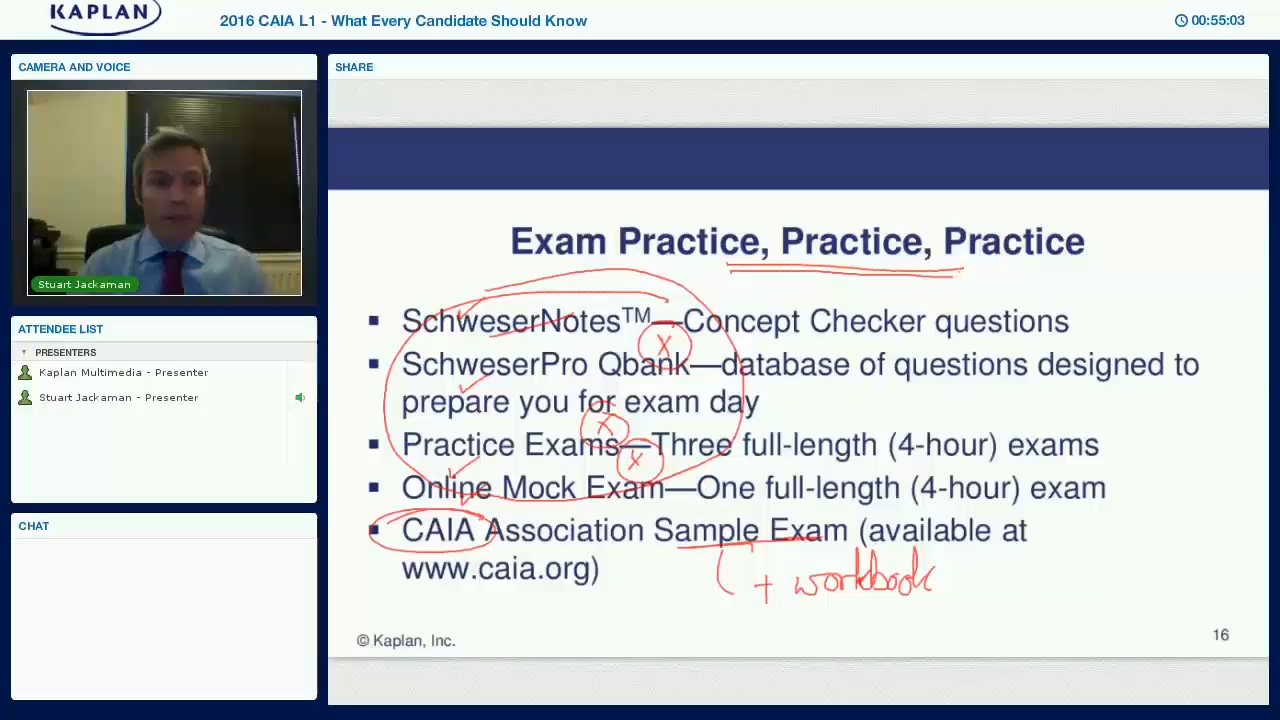 KAPLAN
2016 CAIA L1 - What Every Candidate Should Know
00:55:03
CAMERA AND VOICE
Stuart Jackaman
ATTENDEE LIST
PRESENTERS
Kaplan Multimedia - Presenter
Stuart Jackaman - Presenter
CHAT
SHARE
Exam Practice, Practice, Practice
▪ SchweserNotes™—Concept Checker questions
▪ SchweserPro Qbank—database of questions designed to
prepare you for exam day
▪ Practice Exams—Three full-length (4-hour) exams
▪ Online Mock Exam—One full-length (4-hour) exam
▪ CAIA Association Sample Exam (available at
www.caia.org)
+ workbook
© Kaplan, Inc.
16